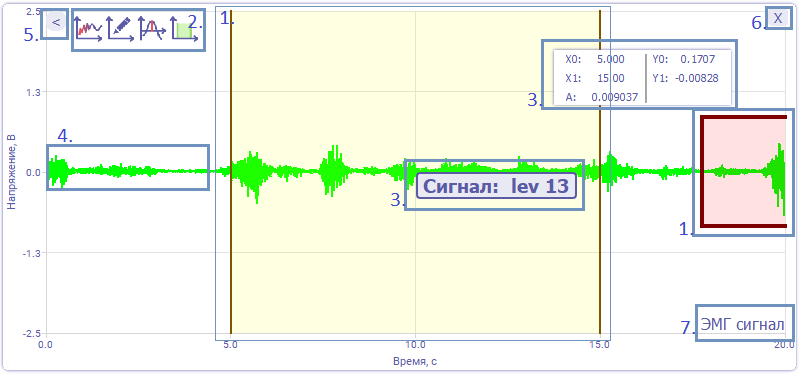 2.5
5.
<
2.
1.
6.
X
X0: 5.000 Y0: 0.1707
X1: 15.00 Y1: -0.00828
A: 0.009037
3.
1.3
4.
Напряжение, В
0.0
Сигнал: lev 13
3.
1.
-1.3
7. ЭМГ сигнал
-2.5
0.0 5.0 10.0 15.0 20.0
Время, с